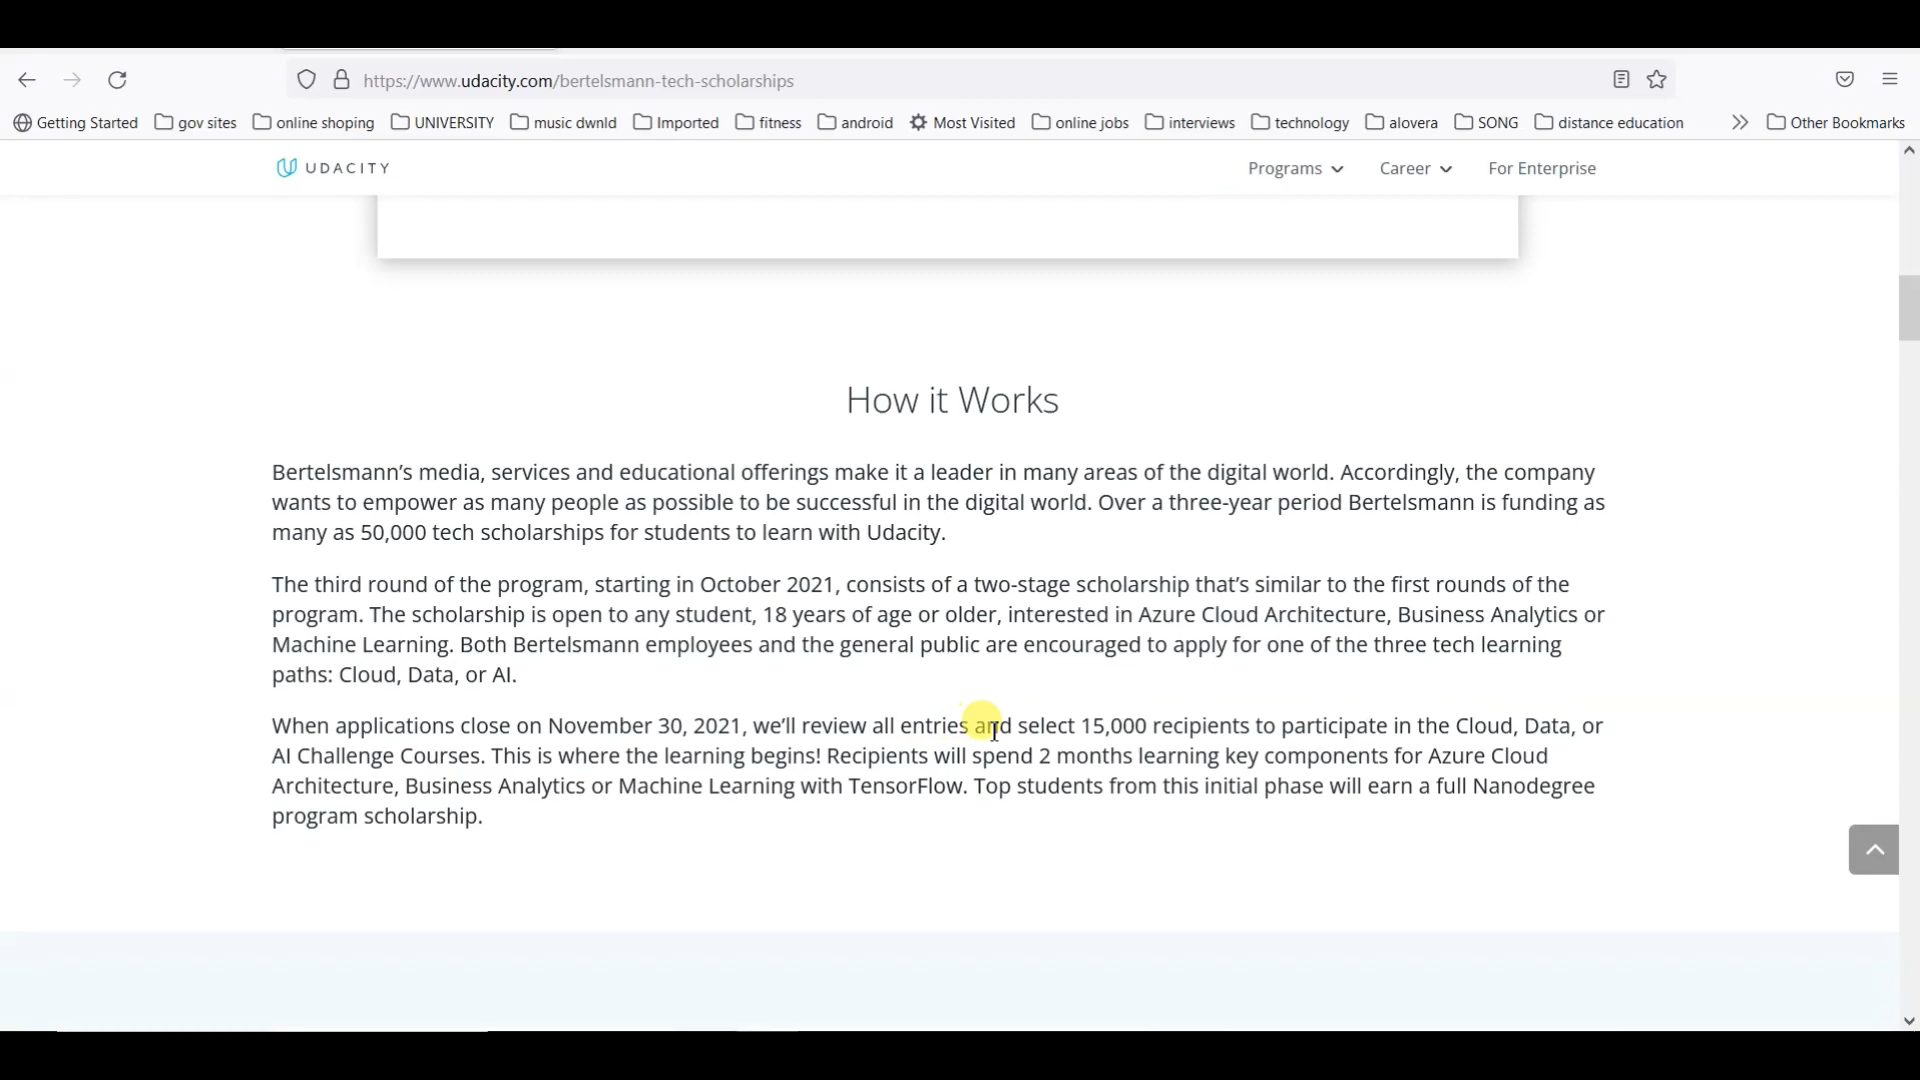 https://www.udacity.com/bertelsmann-tech-scholarships
Getting Started gov sites online shoping UNIVERSITY music dwnld Imported fitness android Most Visited online jobs interviews technology alovera SONG distance education Other Bookmarks
UDACITY Programs Career For Enterprise
How it Works
Bertelsmann’s media, services and educational offerings make it a leader in many areas of the digital world. Accordingly, the company
wants to empower as many people as possible to be successful in the digital world. Over a three-year period Bertelsmann is funding as
many as 50,000 tech scholarships for students to learn with Udacity.
The third round of the program, starting in October 2021, consists of a two-stage scholarship that’s similar to the first rounds of the
program. The scholarship is open to any student, 18 years of age or older, interested in Azure Cloud Architecture, Business Analytics or
Machine Learning. Both Bertelsmann employees and the general public are encouraged to apply for one of the three tech learning
paths: Cloud, Data, or AI.
When applications close on November 30, 2021, we’ll review all entries and select 15,000 recipients to participate in the Cloud, Data, or
AI Challenge Courses. This is where the learning begins! Recipients will spend 2 months learning key components for Azure Cloud
Architecture, Business Analytics or Machine Learning with TensorFlow. Top students from this initial phase will earn a full Nanodegree
program scholarship.